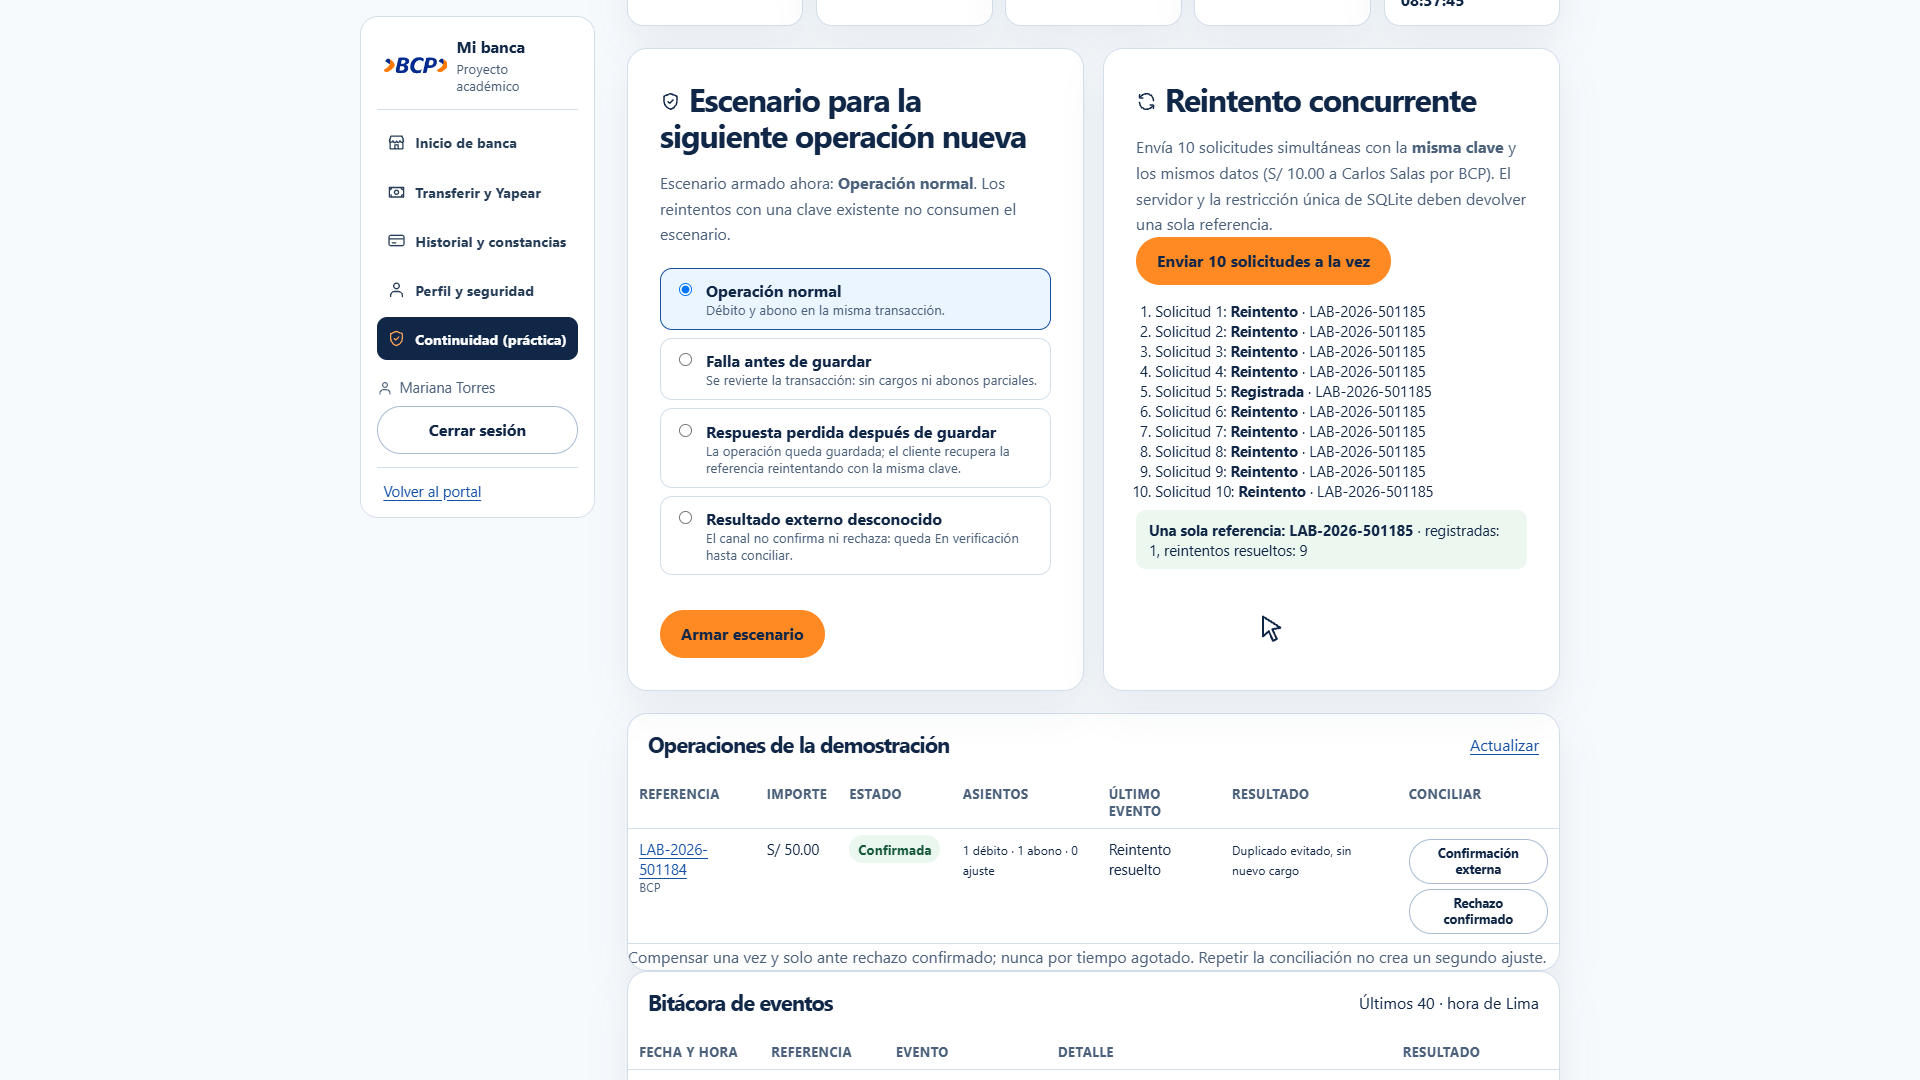 BCP
Mi banca
Proyecto
académico
Inicio de banca
Transferir y Yapear
Historial y constancias
Perfil y seguridad
Continuidad (práctica)
Mariana Torres
Cerrar sesión
Volver al portal
08:37:45
Escenario para la
siguiente operación nueva
Escenario armado ahora: Operación normal. Los
reintentos con una clave existente no consumen el
escenario.
Operación normal
Débito y abono en la misma transacción.
Falla antes de guardar
Se revierte la transacción: sin cargos ni abonos parciales.
Respuesta perdida después de guardar
La operación queda guardada; el cliente recupera la
referencia reintentando con la misma clave.
Resultado externo desconocido
El canal no confirma ni rechaza: queda En verificación
hasta conciliar.
Armar escenario
Reintento concurrente
Envía 10 solicitudes simultáneas con la misma clave y
los mismos datos (S/ 10.00 a Carlos Salas por BCP). El
servidor y la restricción única de SQLite deben devolver
una sola referencia.
Enviar 10 solicitudes a la vez
1. Solicitud 1: Reintento · LAB-2026-501185
2. Solicitud 2: Reintento · LAB-2026-501185
3. Solicitud 3: Reintento · LAB-2026-501185
4. Solicitud 4: Reintento · LAB-2026-501185
5. Solicitud 5: Registrada · LAB-2026-501185
6. Solicitud 6: Reintento · LAB-2026-501185
7. Solicitud 7: Reintento · LAB-2026-501185
8. Solicitud 8: Reintento · LAB-2026-501185
9. Solicitud 9: Reintento · LAB-2026-501185
10. Solicitud 10: Reintento · LAB-2026-501185
Una sola referencia: LAB-2026-501185 · registradas:
1, reintentos resueltos: 9
Operaciones de la demostración
Actualizar
REFERENCIA IMPORTE ESTADO ASIENTOS ÚLTIMO EVENTO RESULTADO CONCILIAR
LAB-2026-501184
BCP
S/ 50.00
Confirmada
1 débito · 1 abono · 0
ajuste
Reintento
resuelto
Duplicado evitado, sin
nuevo cargo
Confirmación
externa
Rechazo
confirmado
Compensar una vez y solo ante rechazo confirmado; nunca por tiempo agotado. Repetir la conciliación no crea un segundo ajuste.
Bitácora de eventos
Últimos 40 · hora de Lima
FECHA Y HORA REFERENCIA EVENTO DETALLE RESULTADO